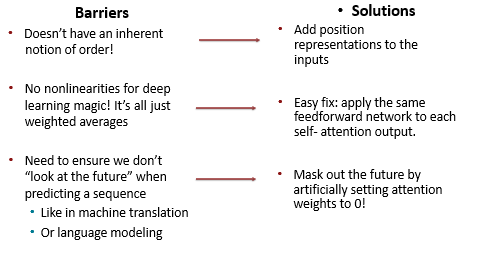 Barriers
• Doesn't have an inherent
notion of order!
• No nonlinearities for deep
learning magic! It's all just
weighted averages
• Need to ensure we don't
"look at the future" when
predicting a sequence
• Like in machine translation
• Or language modeling
• Solutions
• Add position
representations to the
inputs
• Easy fix: apply the same
feedforward network to each
self- attention output.
• Mask out the future by
artificially setting attention
weights to 0!